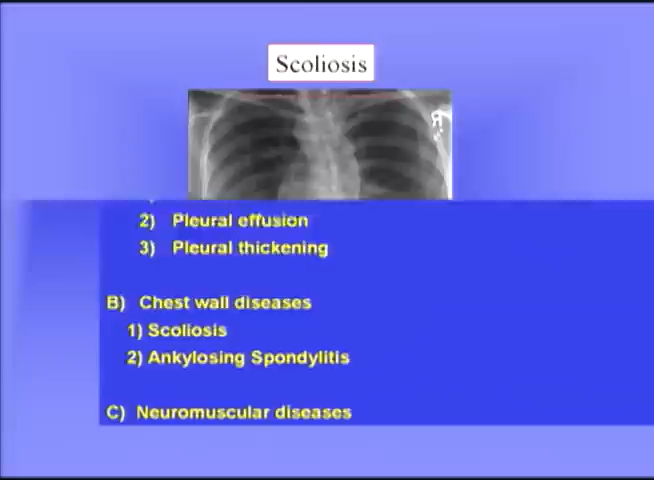 Scoliosis
2) Pleural effusion
3) Pleural thickening
B) Chest wall diseases
1) Scoliosis
2) Ankylosing Spondylitis
C) Neuromuscular diseases